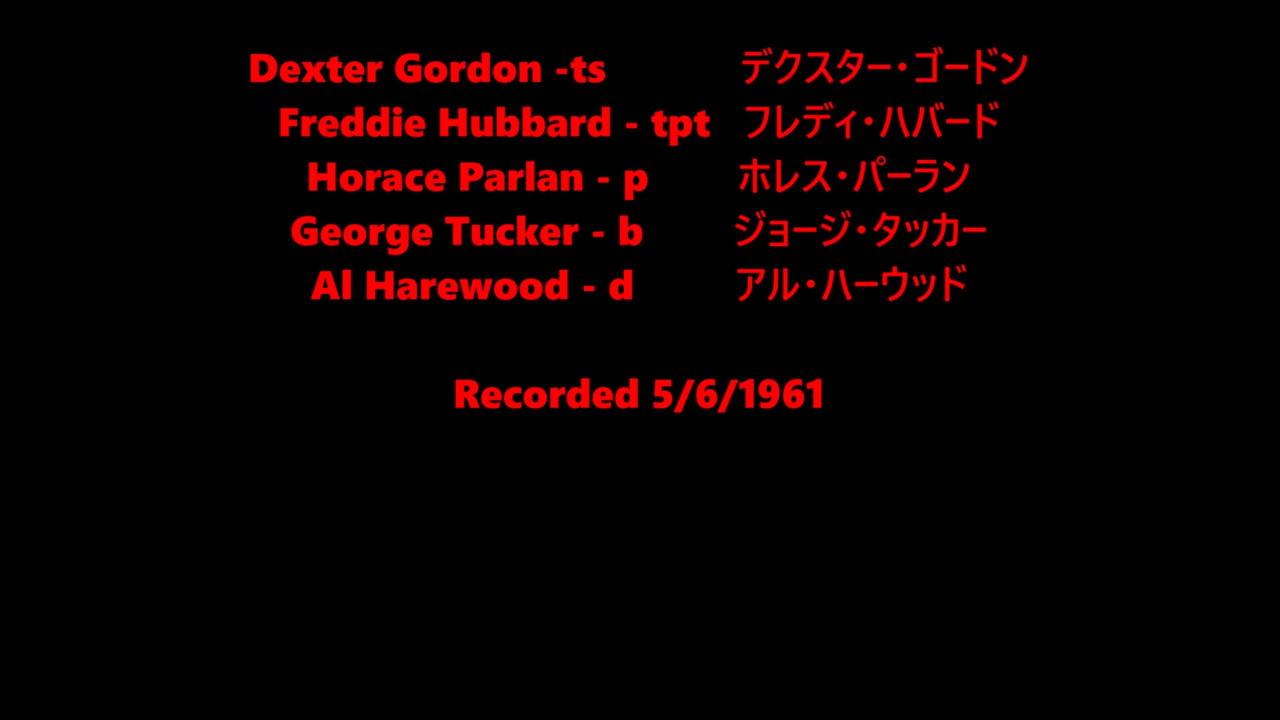 Dexter Gordon -ts デクスター・ゴードン
Freddie Hubbard - tpt フレディ・ハバード
Horace Parlan - p ホレス・パーラン
George Tucker - b ジョージ・タッカー
Al Harewood - d アル・ハーウッド
Recorded 5/6/1961